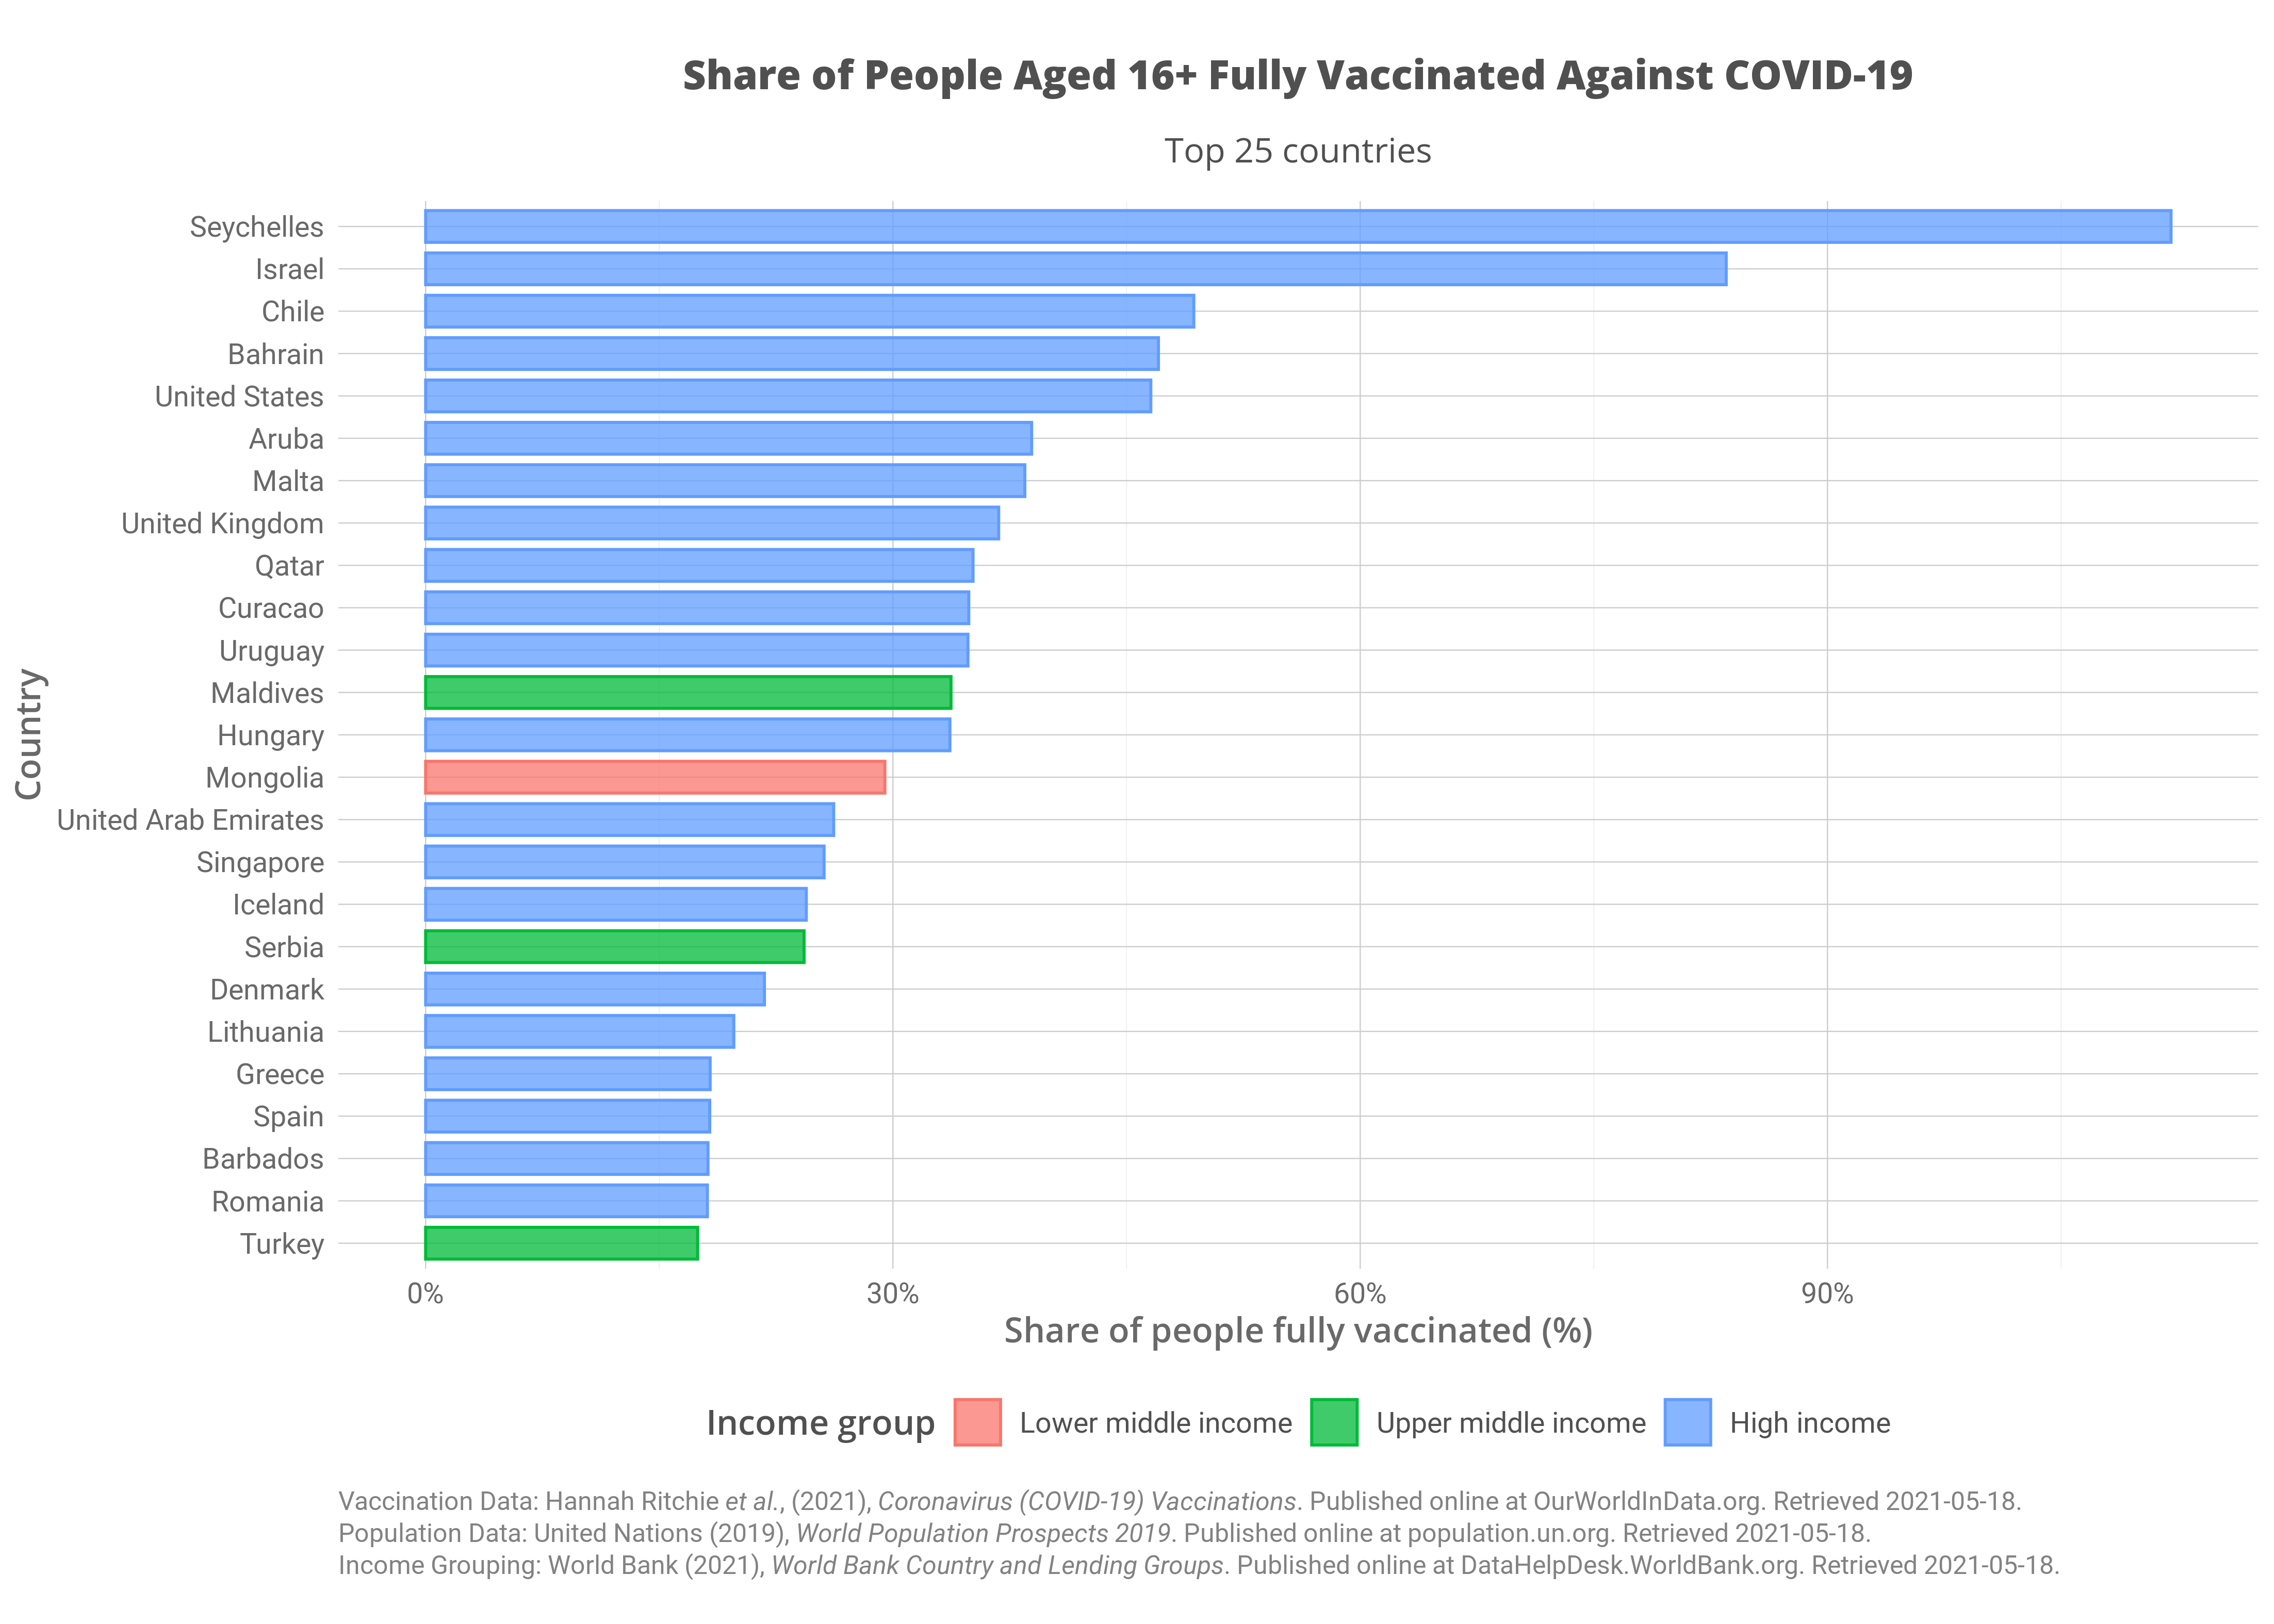 Share of People Aged 16+ Fully Vaccinated Against COVID-19
Top 25 countries
Country
Seychelles
Israel
Chile
Bahrain
United States
Aruba
Malta
United Kingdom
Qatar
Curacao
Uruguay
Maldives
Hungary
Mongolia
United Arab Emirates
Singapore
Iceland
Serbia
Denmark
Lithuania
Greece
Spain
Barbados
Romania
Turkey
0% 30% 60% 90%
Share of people fully vaccinated (%)
Income group Lower middle income Upper middle income High income
Vaccination Data: Hannah Ritchie et al., (2021), Coronavirus (COVID-19) Vaccinations. Published online at OurWorldInData.org. Retrieved 2021-05-18.
Population Data: United Nations (2019), World Population Prospects 2019. Published online at population.un.org. Retrieved 2021-05-18.
Income Grouping: World Bank (2021), World Bank Country and Lending Groups. Published online at DataHelpDesk.WorldBank.org. Retrieved 2021-05-18.